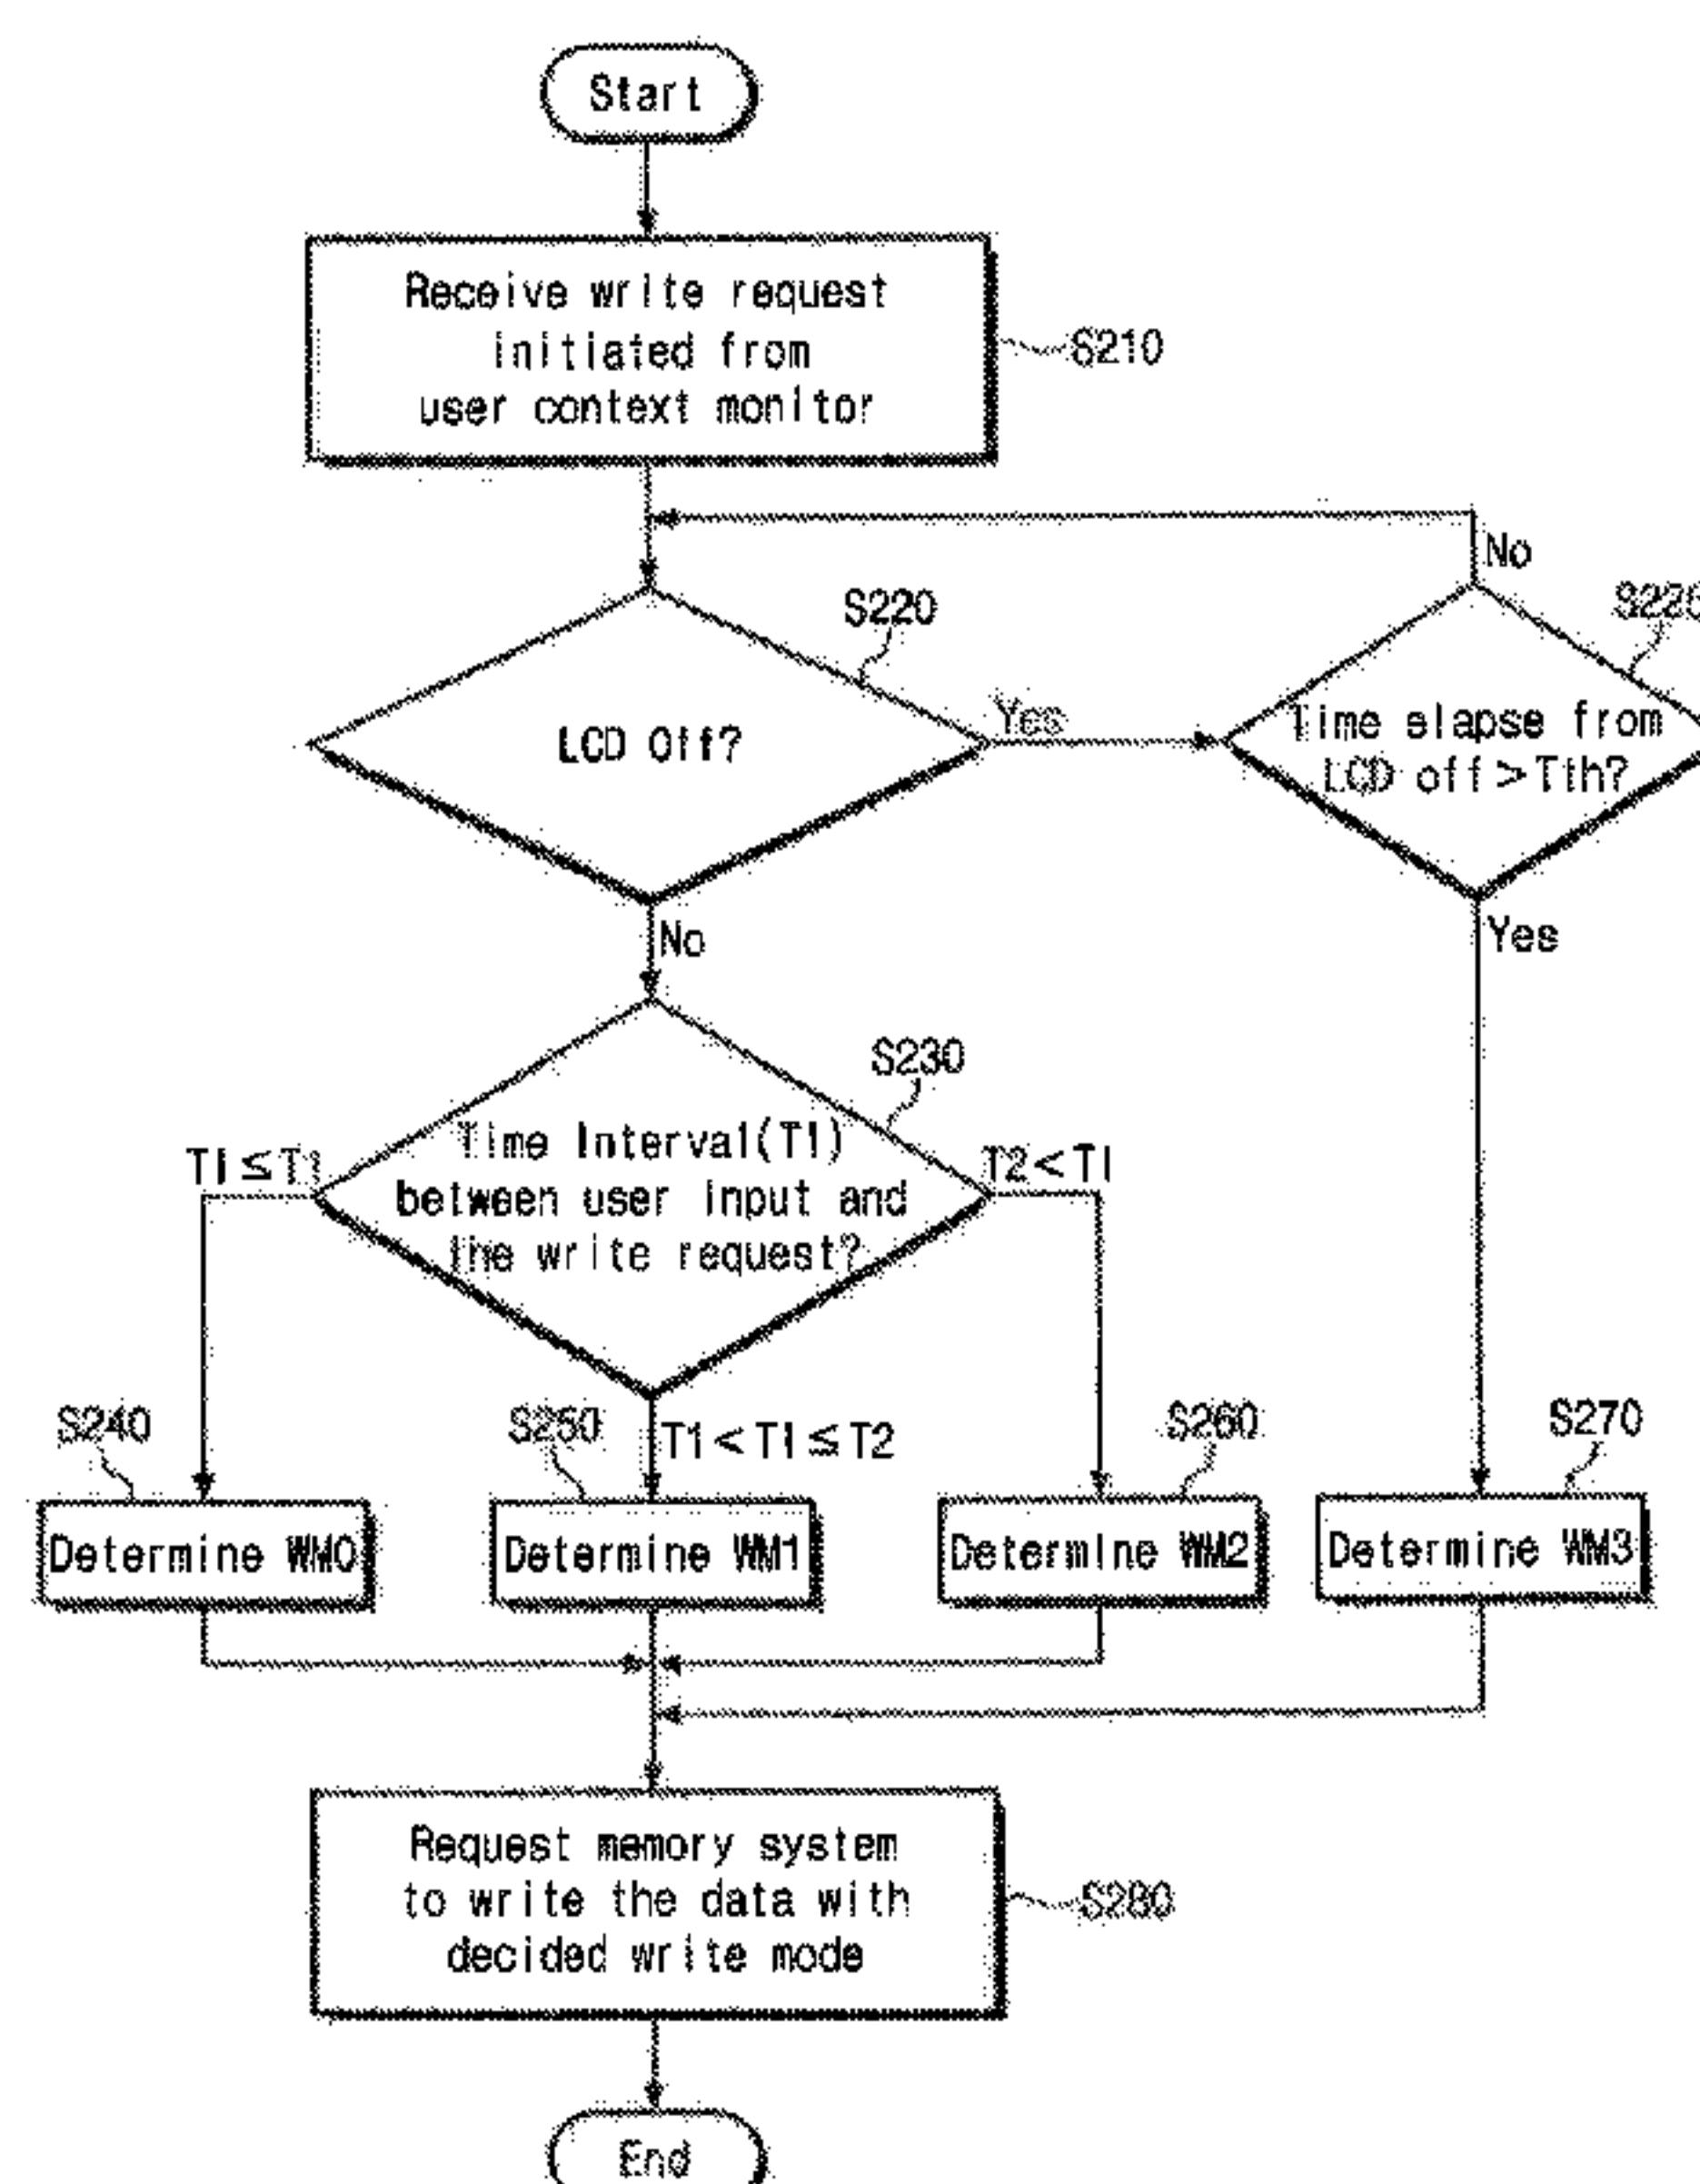 Start
Receive write request
initiated from
user context monitor
S210
No
S220
S225
LCD Off?
Yes
Time elapse from
LCD off>Tth?
No
Yes
S230
TI≤T1
Time Interval(TI)
between user input and
the write request?
T2<TI
S240
S250
T1<TI≤T2
S260
S270
Determine WM0
Determine WM1
Determine WM2
Determine WM3
Request memory system
to write the data with
decided write mode
S280
End